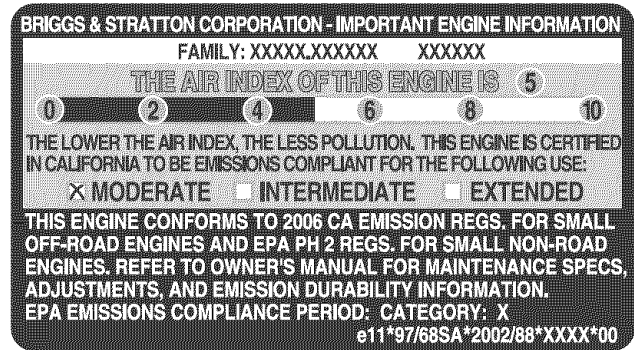 BRIGGS & STRATTON CORPORATION - IMPORTANT ENGINE INFORMATION
FAMILY: XXXXX.XXXXXX XXXXXX
THE AIR INDEX OF THIS ENGINE IS 5
0 2 4 6 8 10
THE LOWER THE AIR INDEX, THE LESS POLLUTION. THIS ENGINE IS CERTIFIED
IN CALIFORNIA TO BE EMISSIONS COMPLIANT FOR THE FOLLOWING USE:
X MODERATE INTERMEDIATE EXTENDED
THIS ENGINE CONFORMS TO 2006 CA EMISSION REGS. FOR SMALL
OFF-ROAD ENGINES AND EPA PH 2 REGS. FOR SMALL NON-ROAD
ENGINES. REFER TO OWNER'S MANUAL FOR MAINTENANCE SPECS,
ADJUSTMENTS, AND EMISSION DURABILITY INFORMATION.
EPA EMISSIONS COMPLIANCE PERIOD: CATEGORY: X
e11*97/68SA*2002/88*XXXX*00